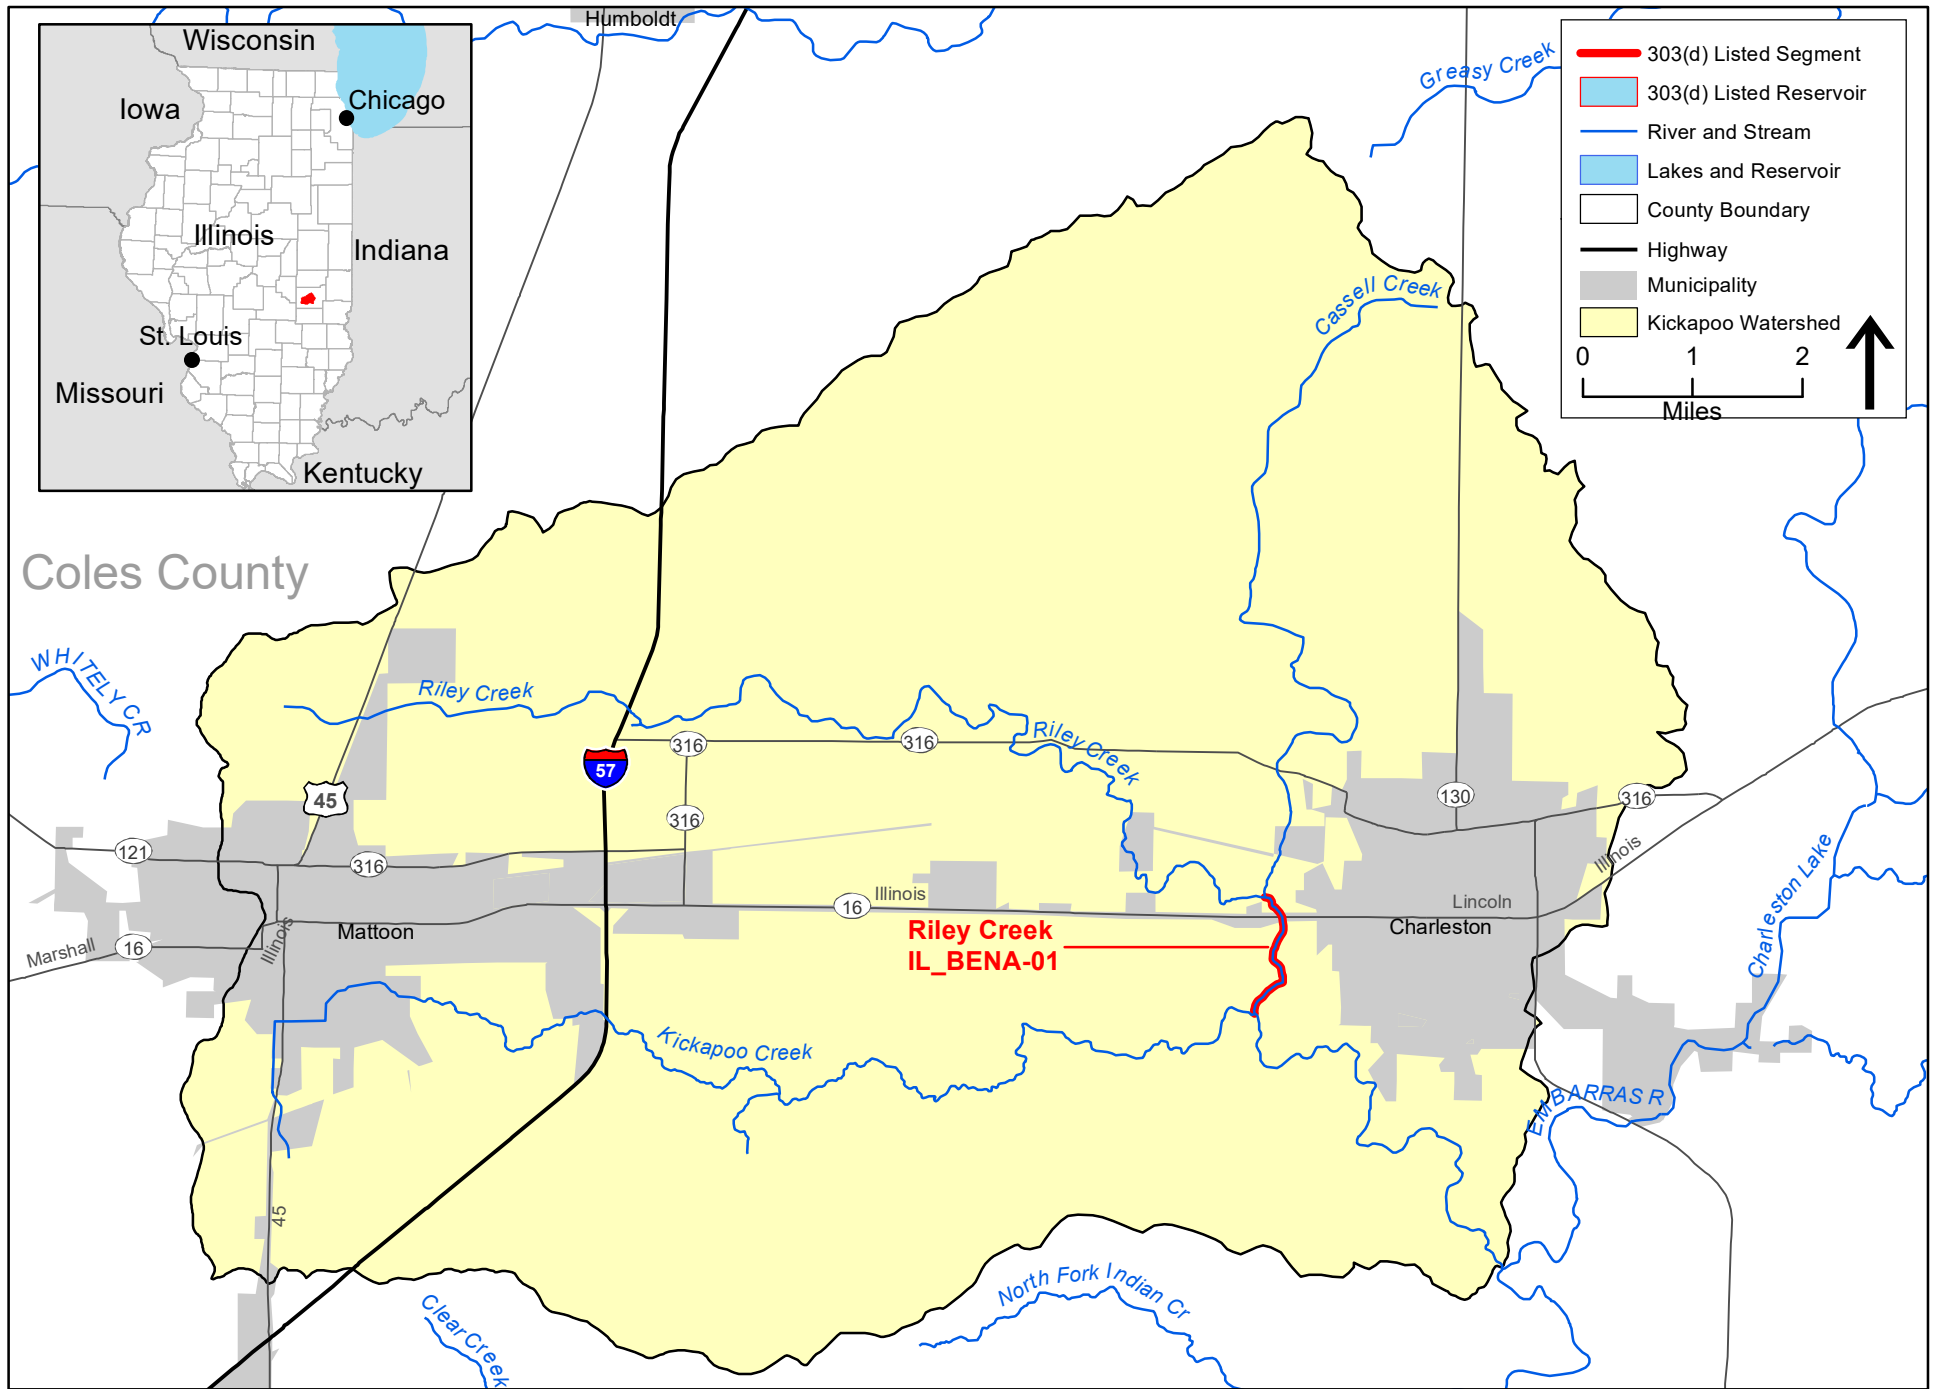 Humboldt
Wisconsin
Iowa
Chicago
Illinois
Indiana
St. Louis
Missouri
Kentucky
Greasy Creek
303(d) Listed Segment
303(d) Listed Reservoir
River and Stream
Lakes and Reservoir
County Boundary
Highway
Municipality
Kickapoo Watershed
0 1 2
Miles
Cassell Creek
Coles County
WHITELY CR
Riley Creek
Riley Creek
316
316
57
45
316
130
316
121
316
Illinois
Charleston Lake
16
Illinois
Lincoln
Mattoon
Charleston
Marshall
16
Illinois
Riley Creek
IL_BENA-01
Kickapoo Creek
EMBARRAS R
45
North Fork Indian Cr
Clear Creek